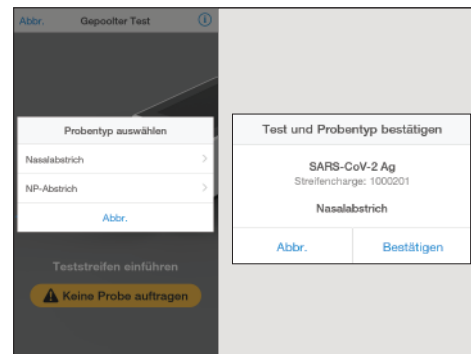 Abbr.
Gepoolter Test
Probentyp auswählen
Nasalabstrich
NP-Abstrich
Abbr.
Teststreifen einführen
Keine Probe auftragen
Test und Probentyp bestätigen
SARS-CoV-2 Ag
Streifencharge: 1000201
Nasalabstrich
Abbr.
Bestätigen